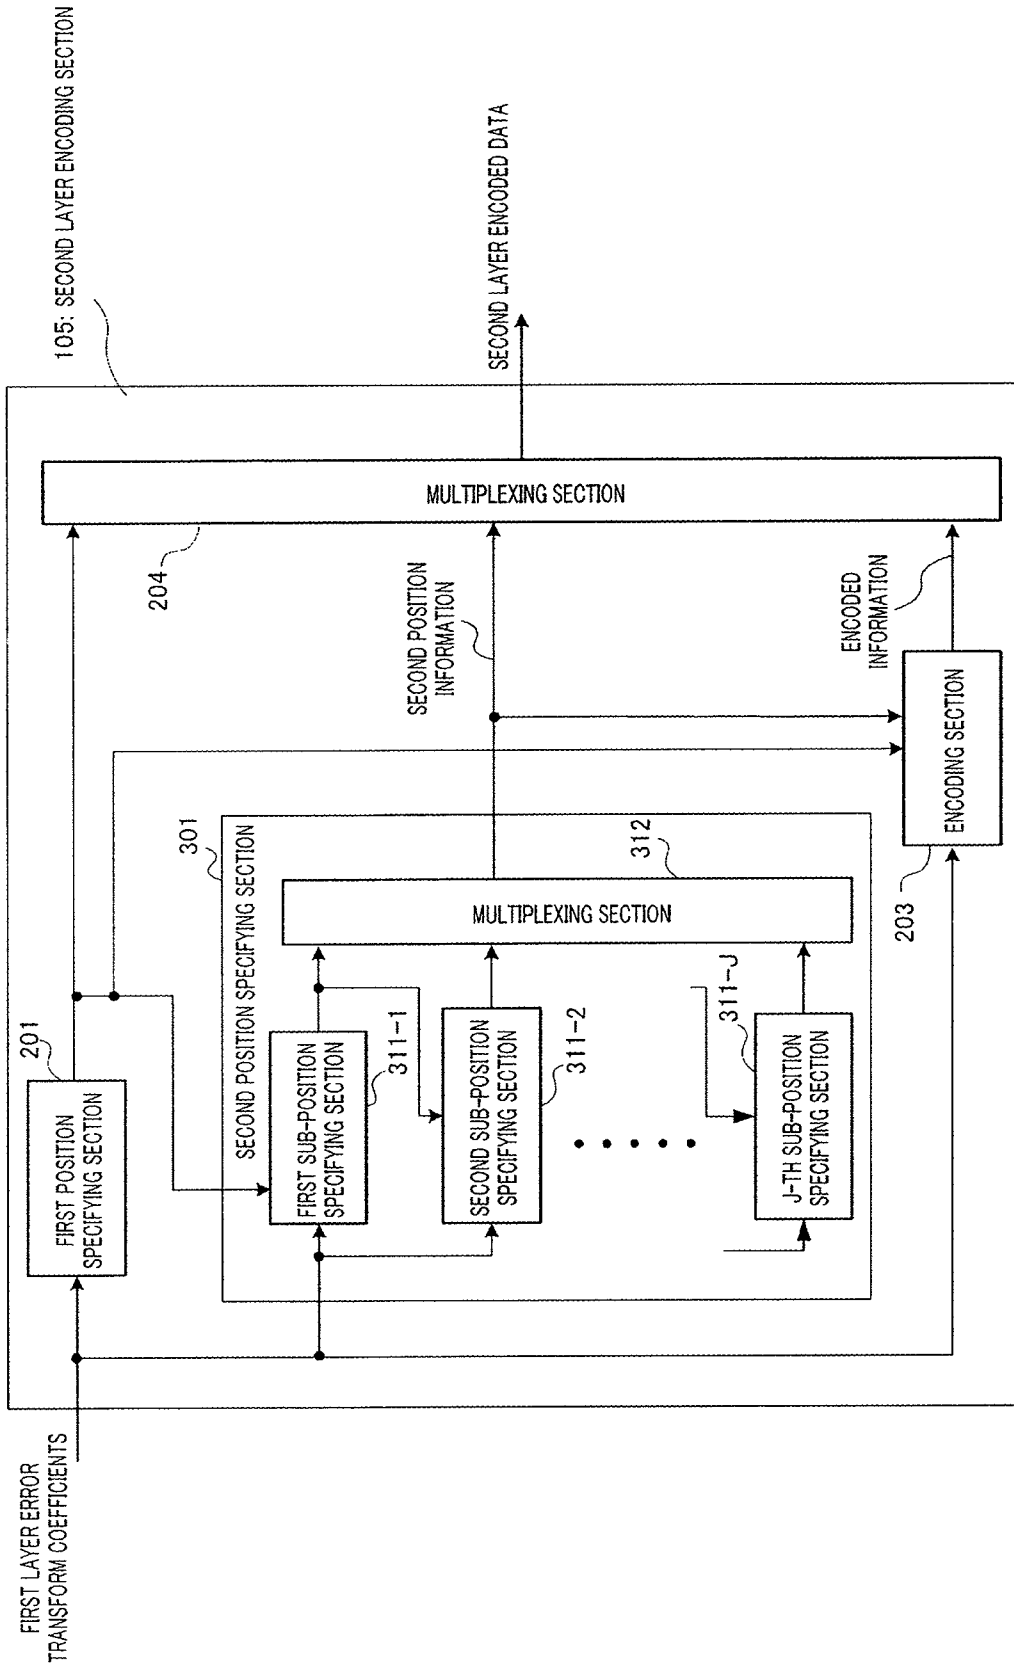 105: SECOND LAYER ENCODING SECTION
FIRST LAYER ERROR
TRANSFORM COEFFICIENTS
201
FIRST POSITION
SPECIFYING SECTION
204
MULTIPLEXING SECTION
SECOND LAYER ENCODED DATA
301
SECOND POSITION SPECIFYING SECTION
FIRST SUB-POSITION
SPECIFYING SECTION
311-1
SECOND SUB-POSITION
SPECIFYING SECTION
311-2
J-TH SUB-POSITION
SPECIFYING SECTION
311-J
MULTIPLEXING SECTION
312
SECOND POSITION
INFORMATION
ENCODING SECTION
203
ENCODED
INFORMATION